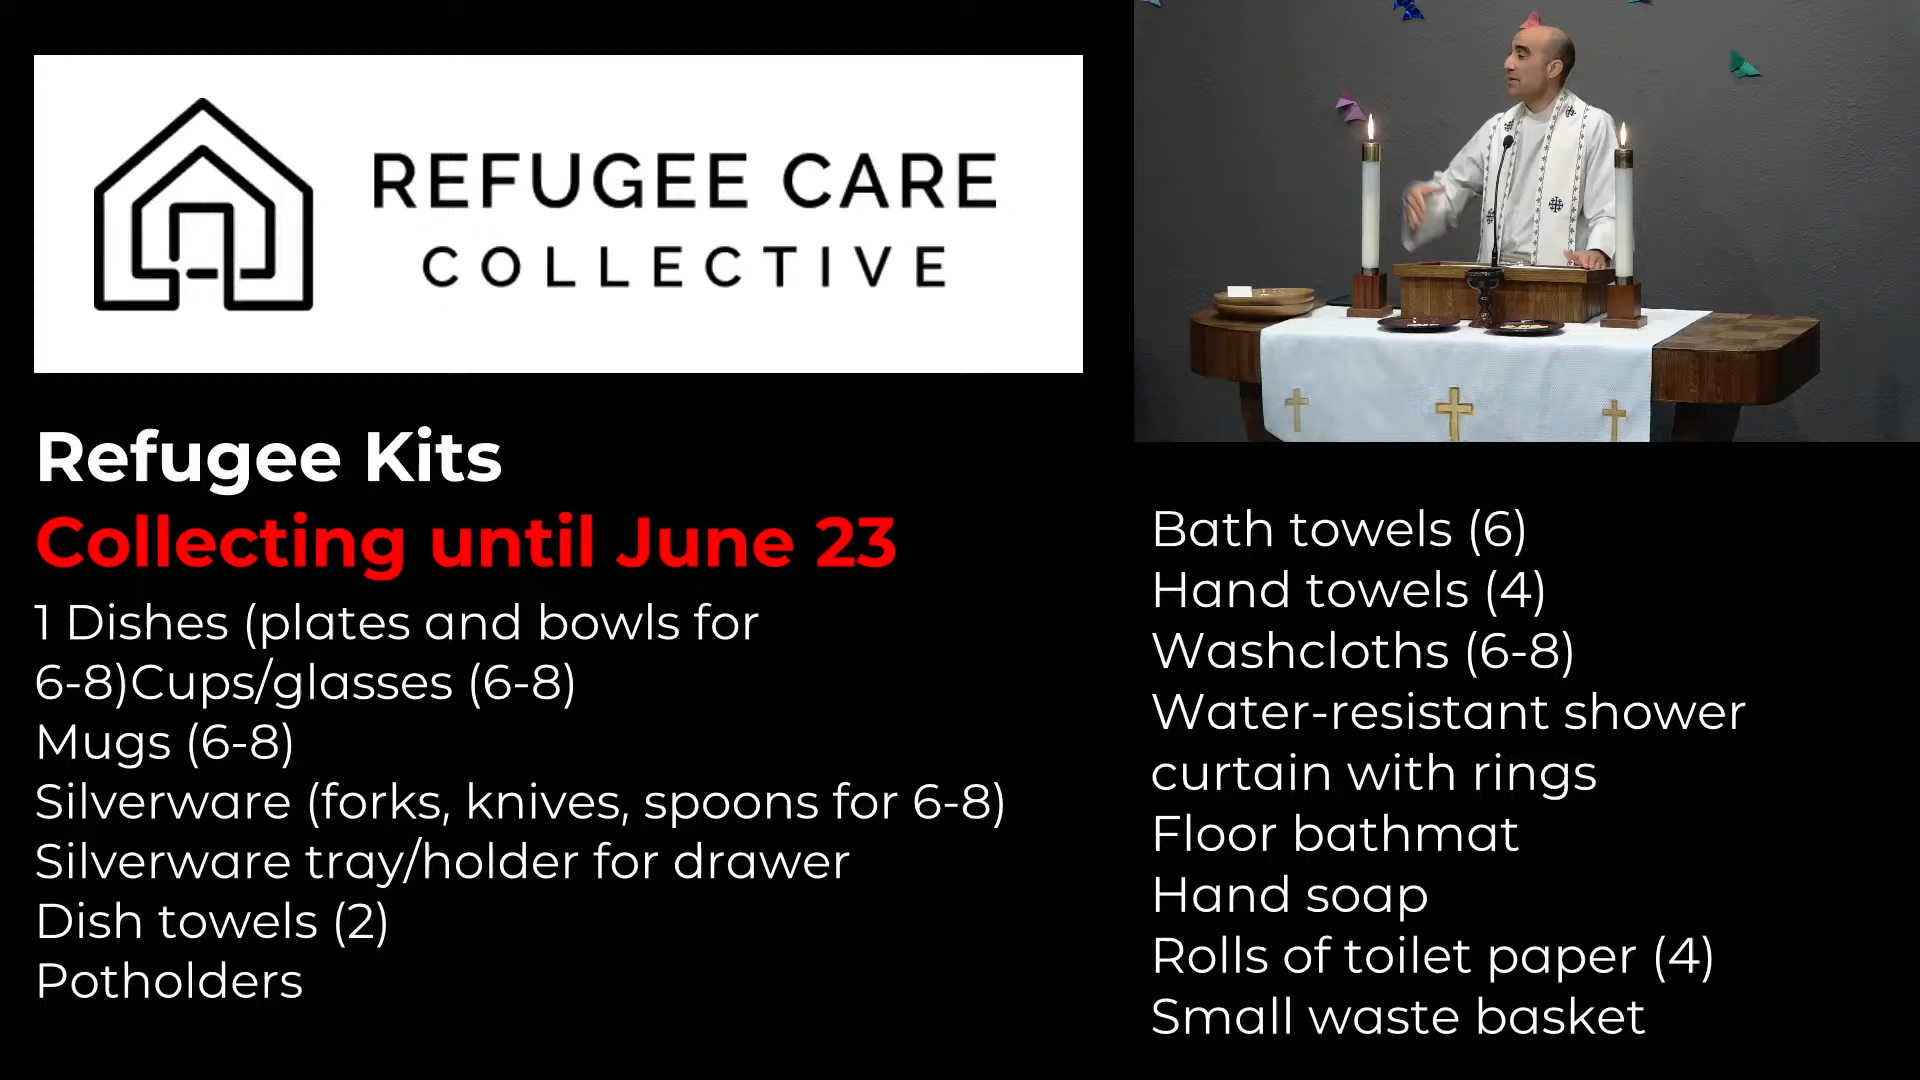 REFUGEE CARE
COLLECTIVE
Refugee Kits
Collecting until June 23
1 Dishes (plates and bowls for
6-8)Cups/glasses (6-8)
Mugs (6-8)
Silverware (forks, knives, spoons for 6-8)
Silverware tray/holder for drawer
Dish towels (2)
Potholders
Bath towels (6)
Hand towels (4)
Washcloths (6-8)
Water-resistant shower
curtain with rings
Floor bathmat
Hand soap
Rolls of toilet paper (4)
Small waste basket